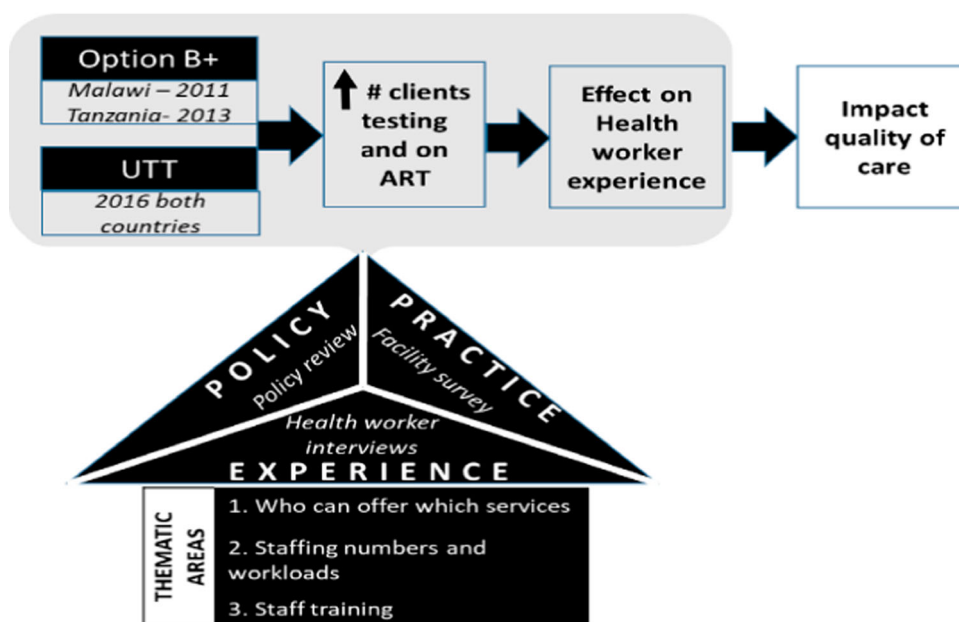 Option B+
Malawi – 2011
Tanzania- 2013
UTT
2016 both
countries
# clients
testing
and on
ART
Effect on
Health
worker
experience
Impact
quality of
care
POLICY
Policy review
PRACTICE
Facility survey
Health worker
interviews
EXPERIENCE
THEMATIC
AREAS
1. Who can offer which services
2. Staffing numbers and
workloads
3. Staff training